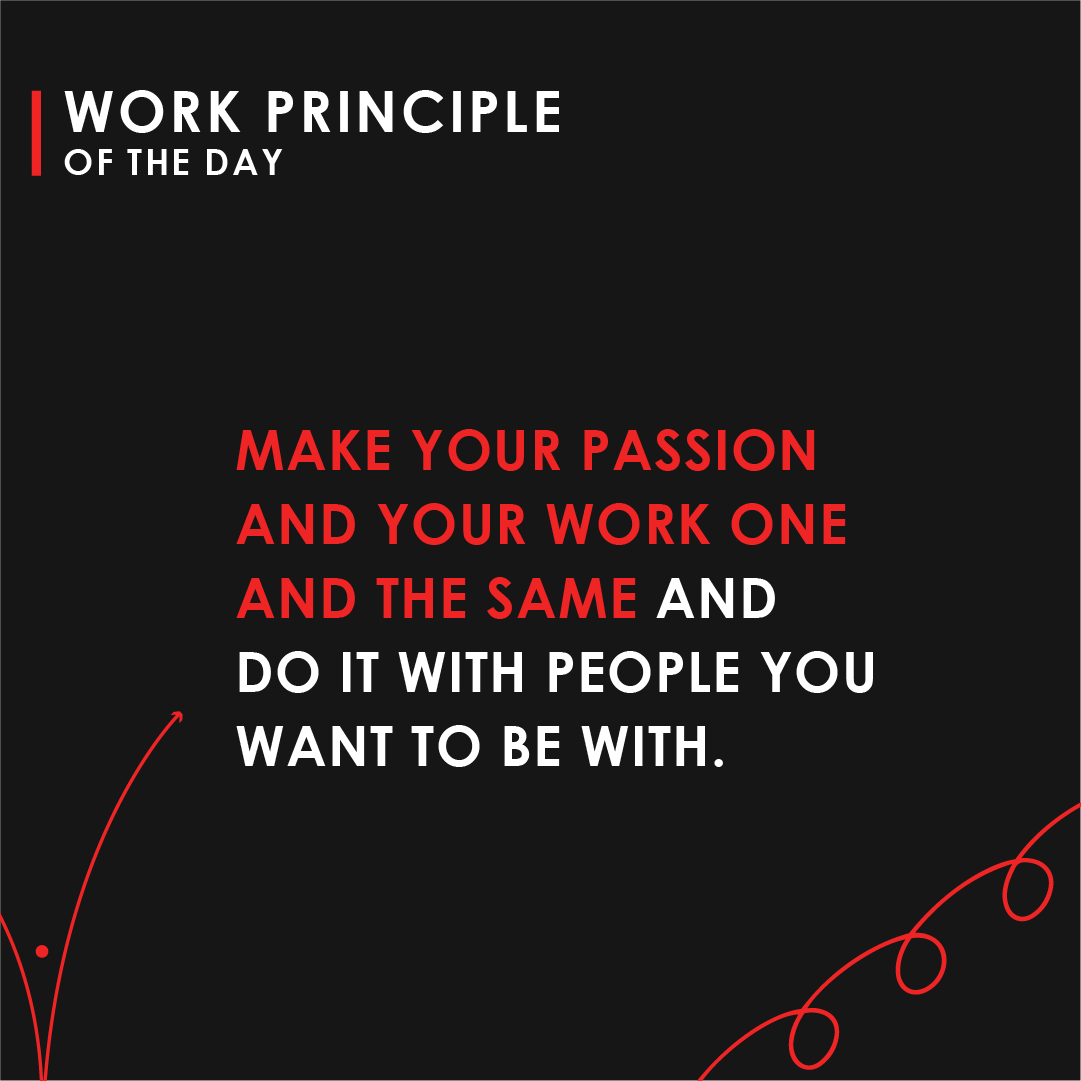 WORK PRINCIPLE
OF THE DAY
MAKE YOUR PASSION
AND YOUR WORK ONE
AND THE SAME AND
DO IT WITH PEOPLE YOU
WANT TO BE WITH.